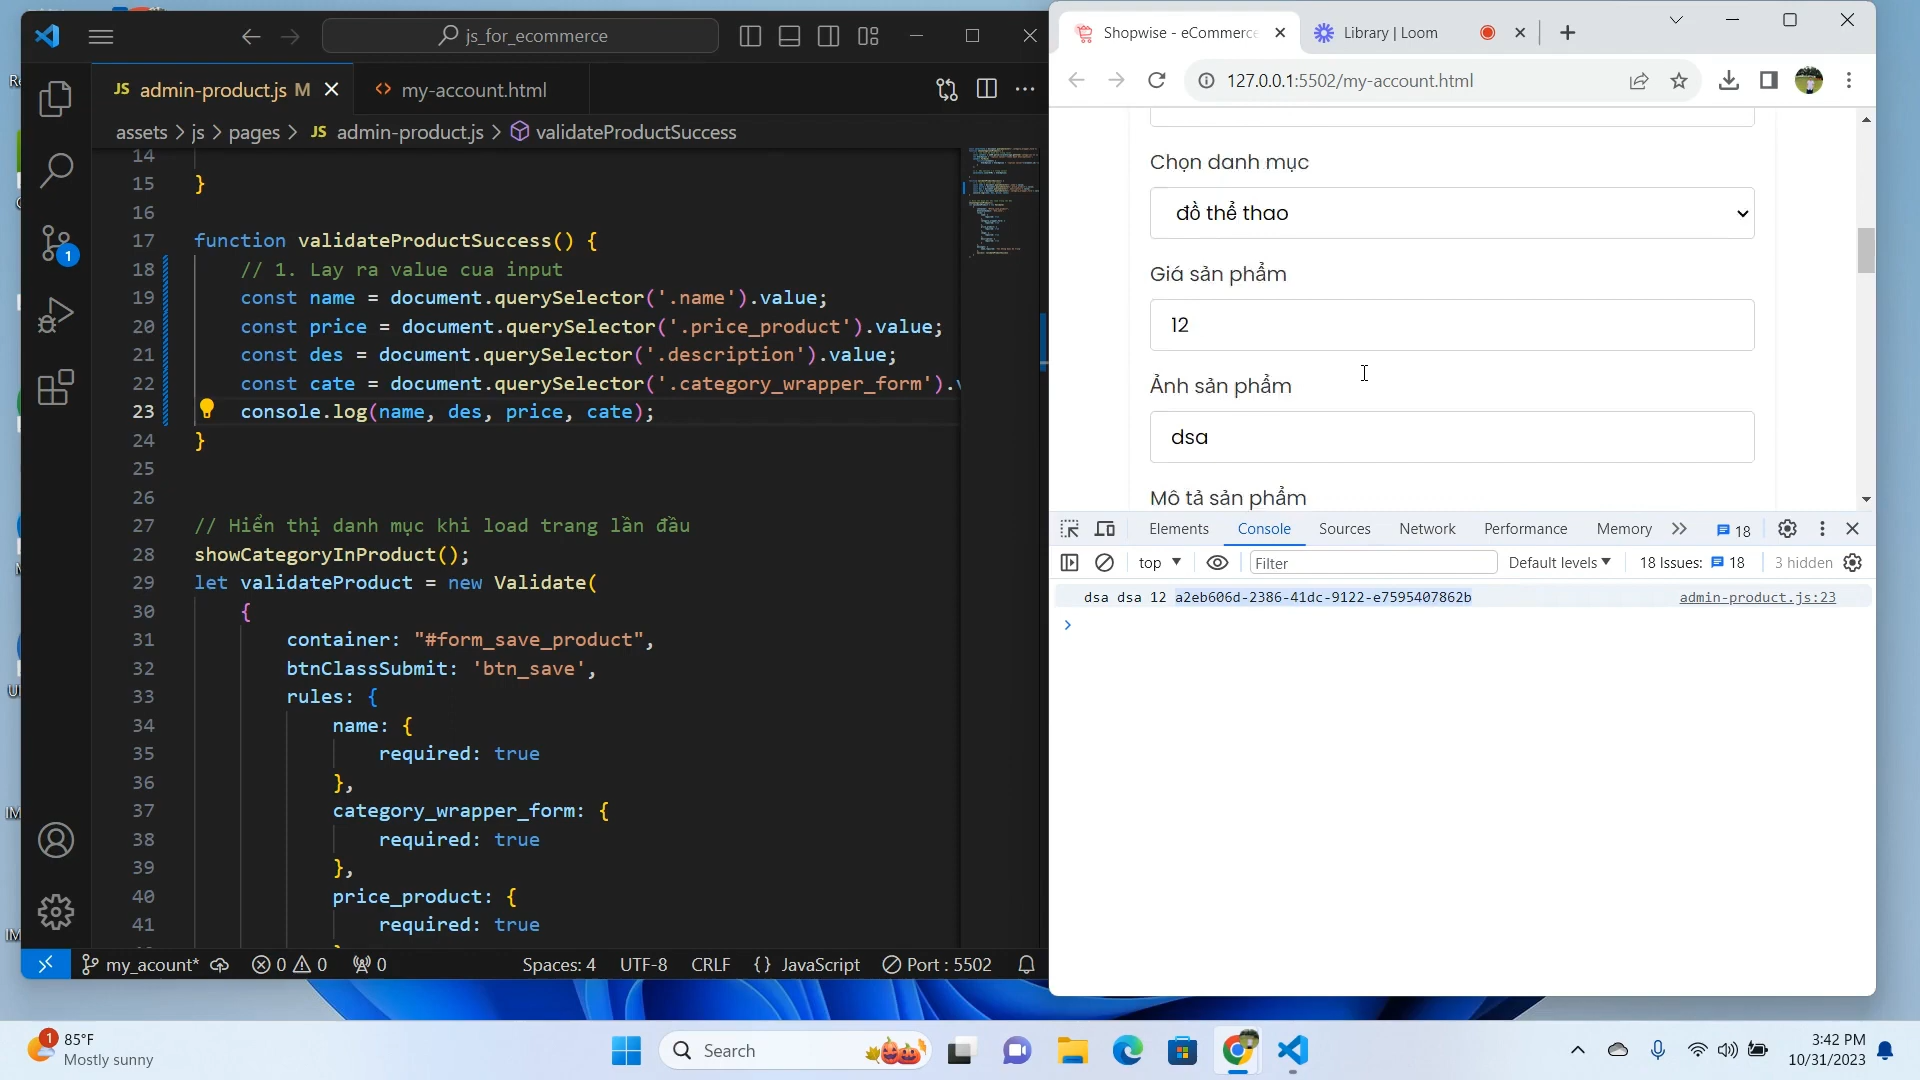 js_for_ecommerce
JS admin-product.js M
<> my-account.html
assets > js > pages > JS admin-product.js > validateProductSuccess
14
15 }
16
17 function validateProductSuccess() {
18 // 1. Lay ra value cua input
19 const name = document.querySelector('.name').value;
20 const price = document.querySelector('.price_product').value;
21 const des = document.querySelector('.description').value;
22 const cate = document.querySelector('.category_wrapper_form').
23 console.log(name, des, price, cate);
24 }
25
26
27 // Hiển thị danh mục khi load trang lần đầu
28 showCategoryInProduct();
29 let validateProduct = new Validate(
30 {
31 container: "#form_save_product",
32 btnClassSubmit: 'btn_save',
33 rules: {
34 name: {
35 required: true
36 },
37 category_wrapper_form: {
38 required: true
39 },
40 price_product: {
41 required: true
1
my_acount* 0 0 0 Spaces: 4 UTF-8 CRLF {} JavaScript Port : 5502
Shopwise - eCommerce
Library | Loom
127.0.0.1:5502/my-account.html
Chọn danh mục
đồ thể thao
Giá sản phẩm
12
Ảnh sản phẩm
dsa
Mô tả sản phẩm
Elements Console Sources Network Performance Memory 18
top Filter Default levels 18 Issues: 18 3 hidden
dsa dsa 12 a2eb606d-2386-41dc-9122-e7595407862b admin-product.js:23
1
85°F
Mostly sunny
Search
3:42 PM
10/31/2023